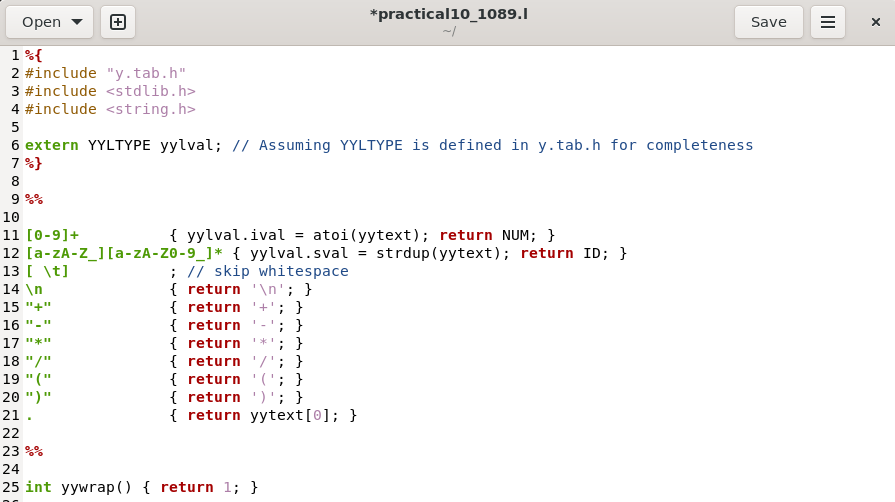 Open
*practical10_1089.l
~/
Save
1 %{
2 #include "y.tab.h"
3 #include <stdlib.h>
4 #include <string.h>
5
6 extern YYLTYPE yylval; // Assuming YYLTYPE is defined in y.tab.h for completeness
7 %}
8
9 %%
10
11 [0-9]+          { yylval.ival = atoi(yytext); return NUM; }
12 [a-zA-Z_][a-zA-Z0-9_]* { yylval.sval = strdup(yytext); return ID; }
13 [ \t]           ; // skip whitespace
14 \n              { return '\n'; }
15 "+"             { return '+'; }
16 "-"             { return '-'; }
17 "*"             { return '*'; }
18 "/"             { return '/'; }
19 "("             { return '('; }
20 ")"             { return ')'; }
21 .               { return yytext[0]; }
22
23 %%
24
25 int yywrap() { return 1; }